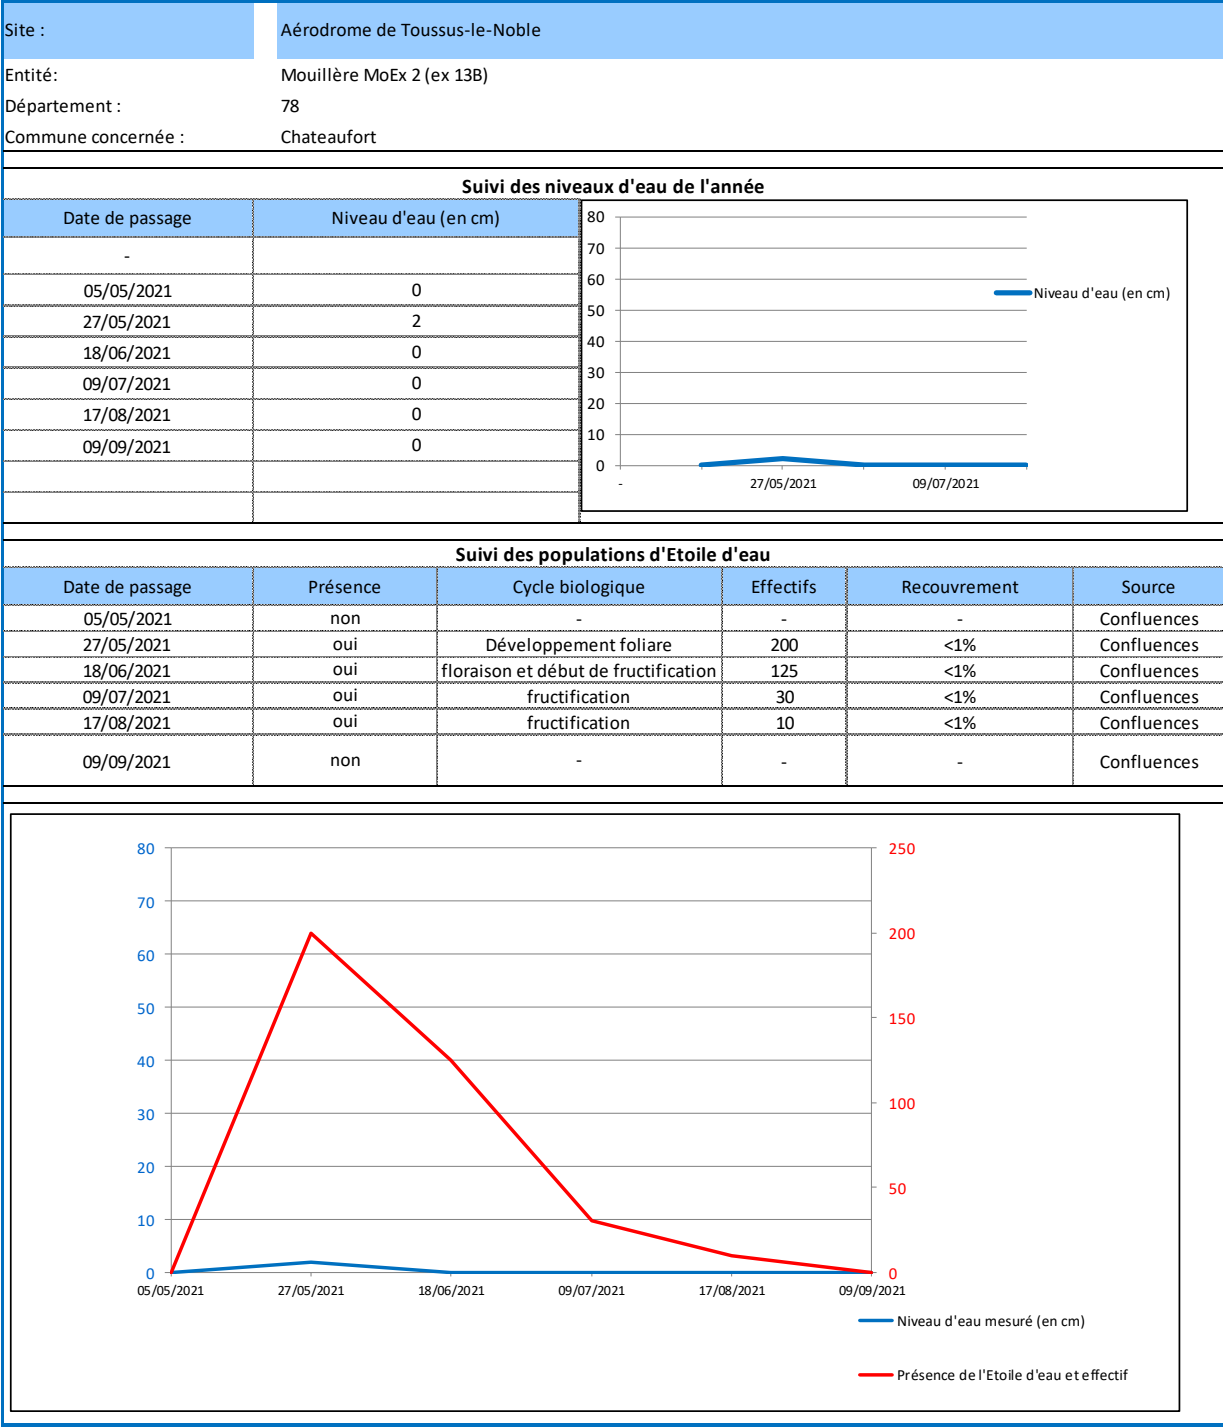 Site : Aérodrome de Toussus-le-Noble
Entité: Mouillère MoEx 2 (ex 13B)
Département : 78
Commune concernée : Chateaufort
Suivi des niveaux d'eau de l'année
Date de passage Niveau d'eau (en cm)
-
05/05/2021 0
27/05/2021 2
18/06/2021 0
09/07/2021 0
17/08/2021 0
09/09/2021 0
80
70
60
50
40
30
20
10
0
- 27/05/2021 09/07/2021
Niveau d'eau (en cm)
Suivi des populations d'Etoile d'eau
Date de passage Présence Cycle biologique Effectifs Recouvrement Source
05/05/2021 non - - - Confluences
27/05/2021 oui Développement foliare 200 <1% Confluences
18/06/2021 oui floraison et début de fructification 125 <1% Confluences
09/07/2021 oui fructification 30 <1% Confluences
17/08/2021 oui fructification 10 <1% Confluences
09/09/2021 non - - - Confluences
80
70
60
50
40
30
20
10
0
250
200
150
100
50
0
05/05/2021 27/05/2021 18/06/2021 09/07/2021 17/08/2021 09/09/2021
Niveau d'eau mesuré (en cm)
Présence de l'Etoile d'eau et effectif